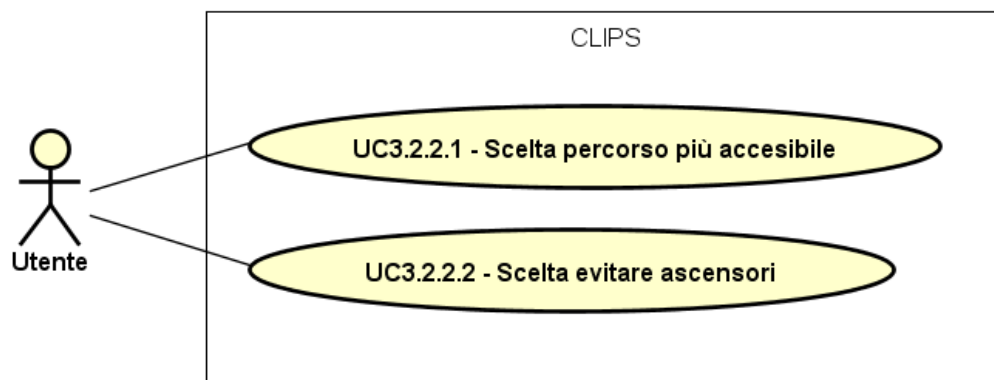 CLIPS
UC3.2.2.1 - Scelta percorso più accesibile
Utente
UC3.2.2.2 - Scelta evitare ascensori